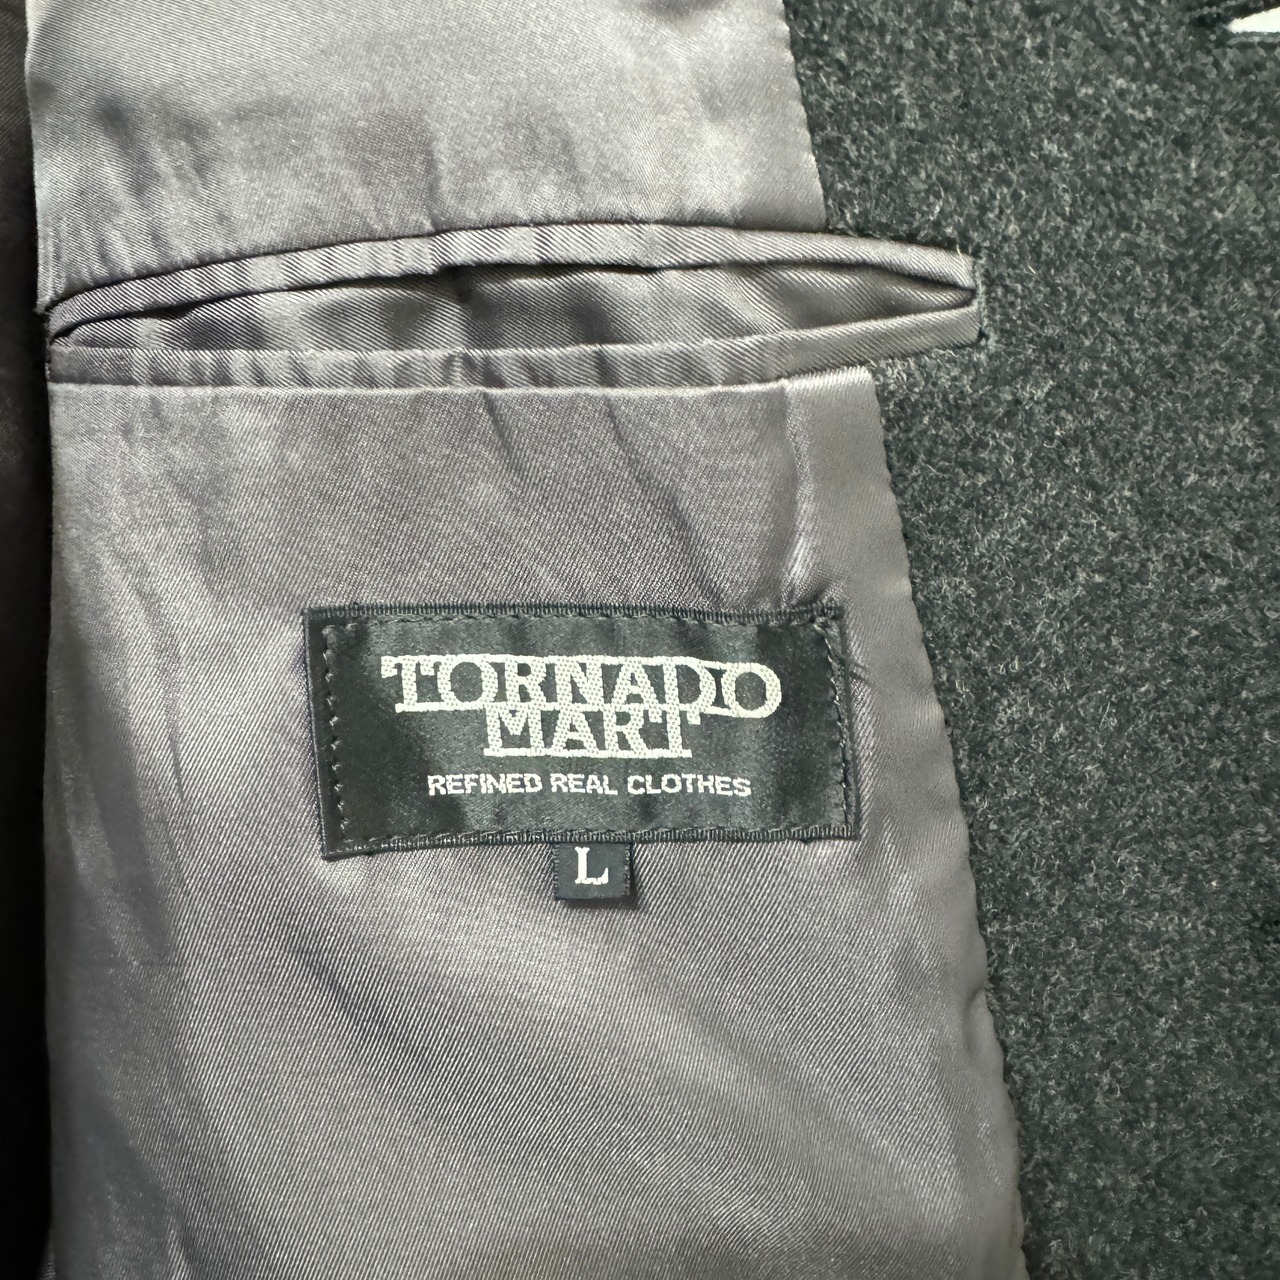 TORNADO
MART
REFINED REAL CLOTHES
L